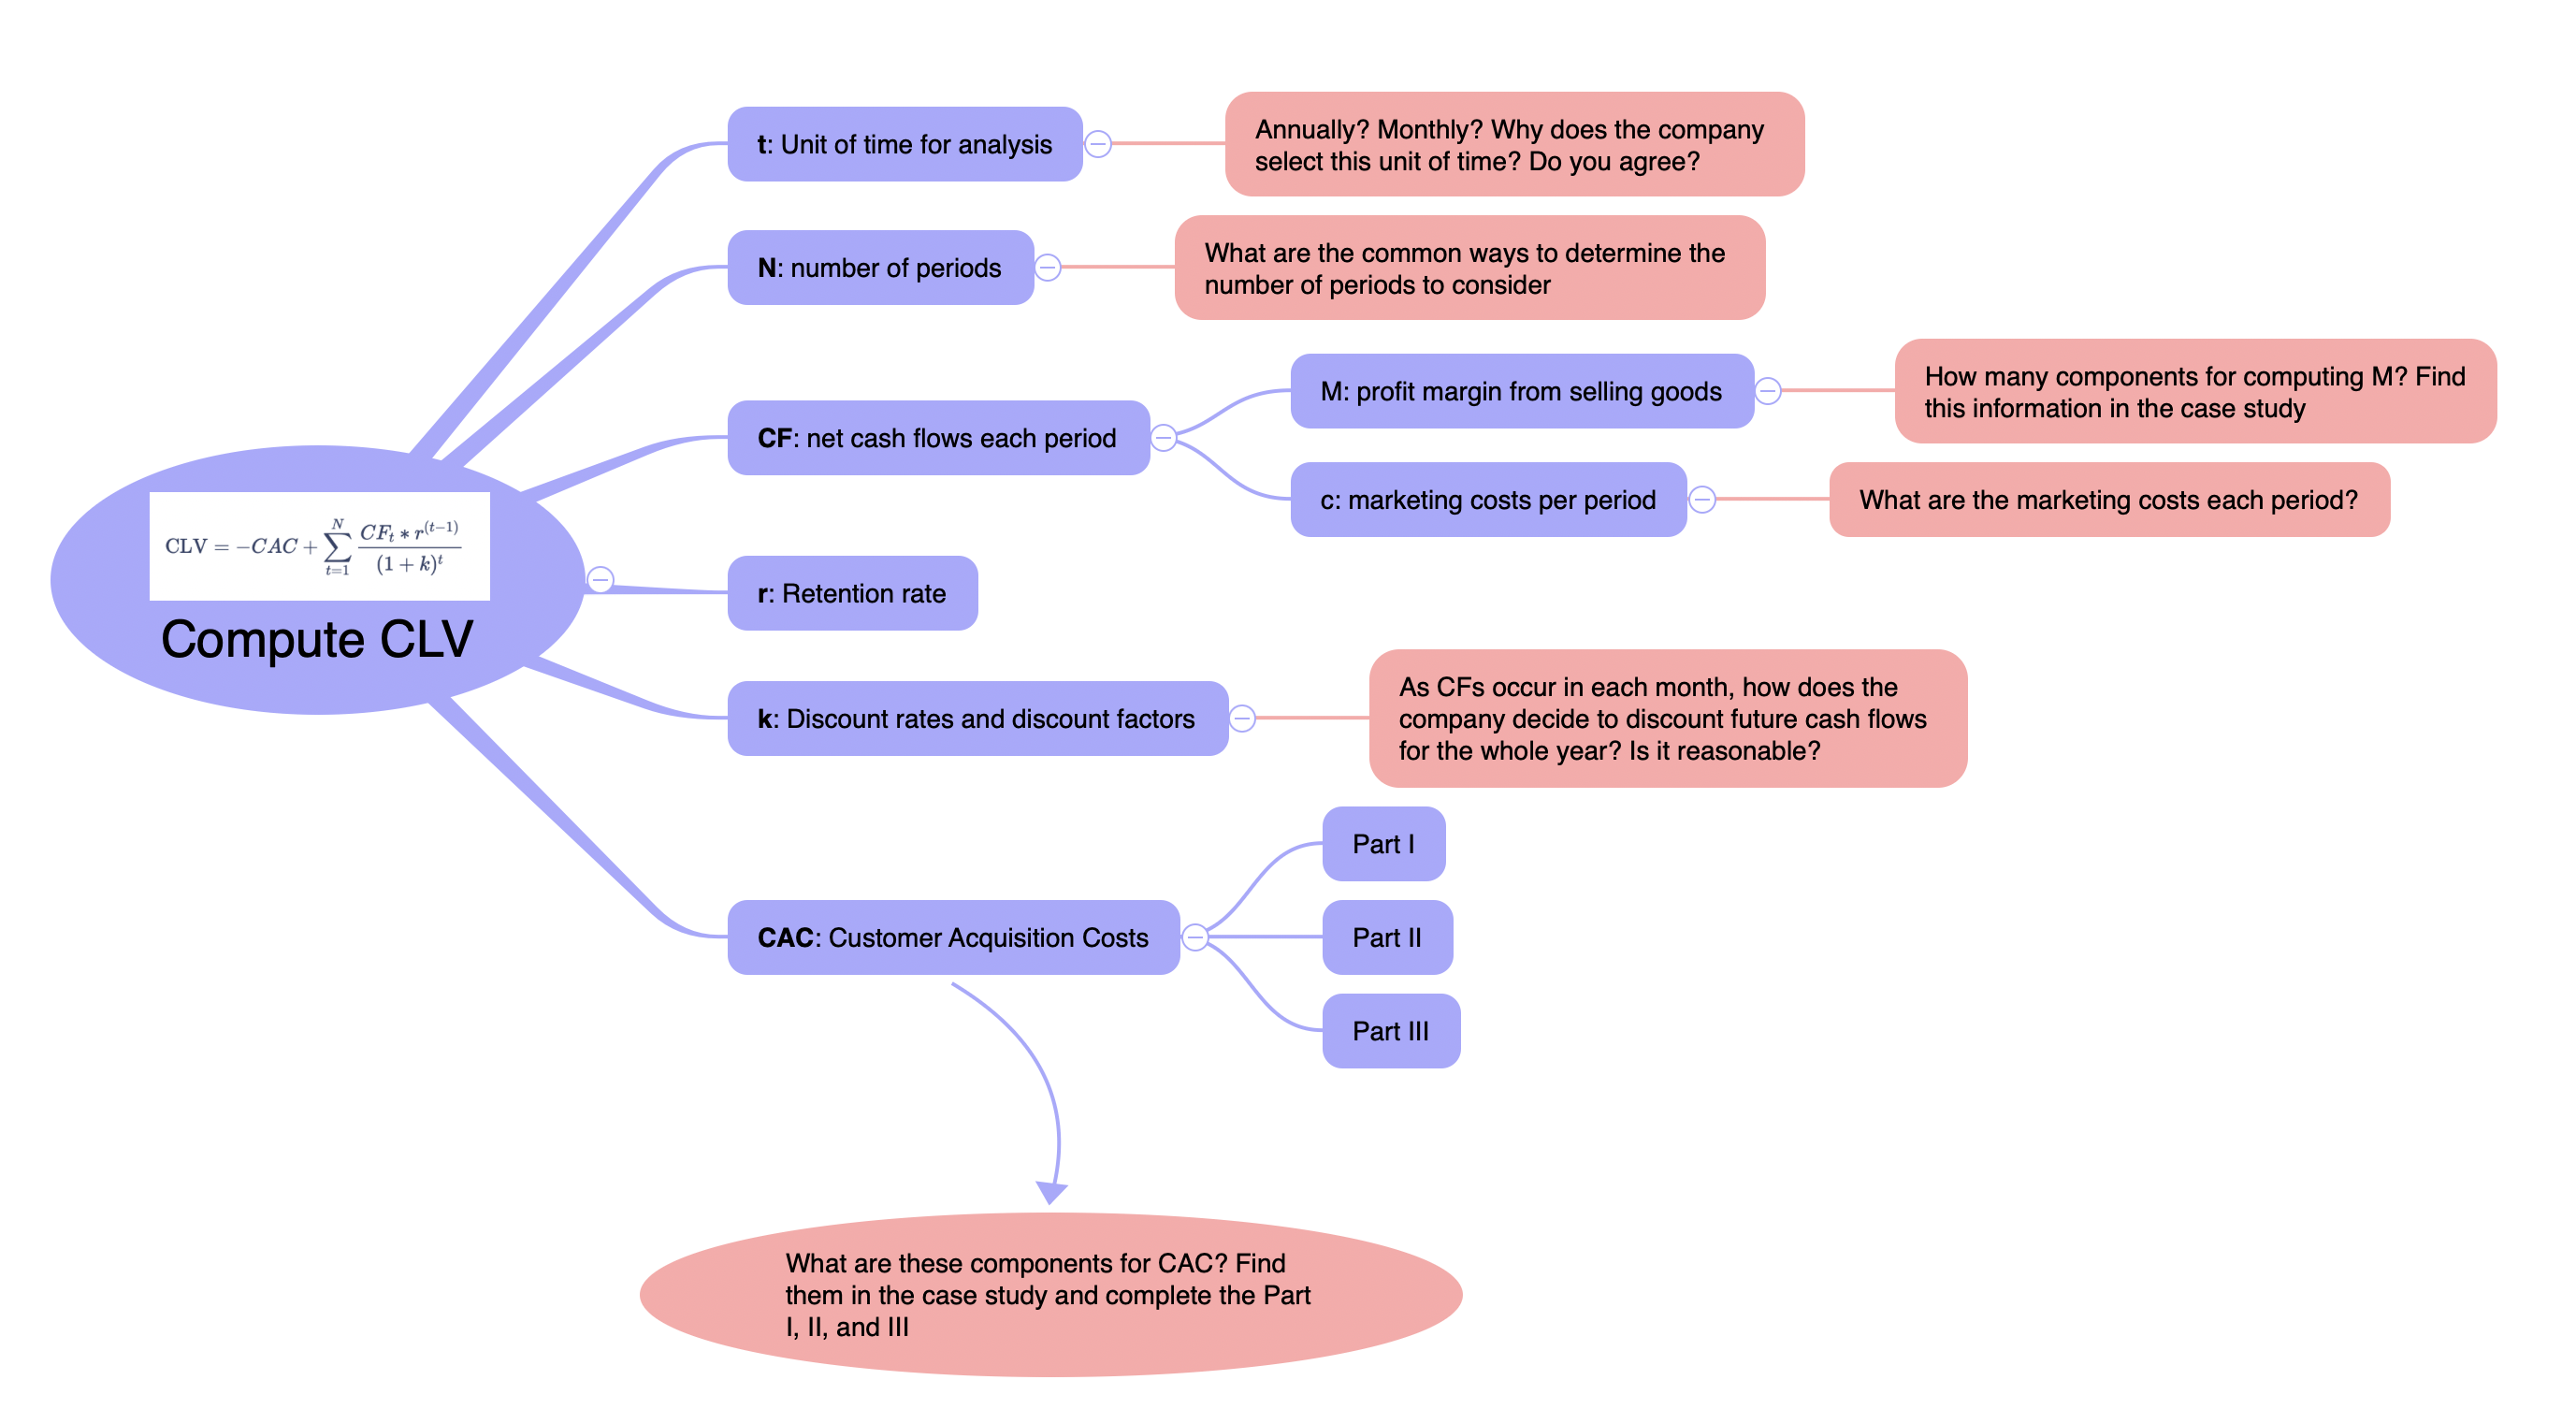 t: Unit of time for analysis
Annually? Monthly? Why does the company
select this unit of time? Do you agree?
N: number of periods
What are the common ways to determine the
number of periods to consider
CF: net cash flows each period
M: profit margin from selling goods
How many components for computing M? Find
this information in the case study
c: marketing costs per period
What are the marketing costs each period?
CLV = −CAC + ∑_{t=1}^{N} \frac{CF_t * r^{(t−1)}}{(1 + k)^t}
Compute CLV
r: Retention rate
k: Discount rates and discount factors
As CFs occur in each month, how does the
company decide to discount future cash flows
for the whole year? Is it reasonable?
CAC: Customer Acquisition Costs
Part I
Part II
Part III
What are these components for CAC? Find
them in the case study and complete the Part
I, II, and III